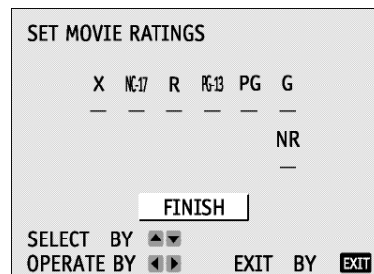 SET MOVIE RATINGS
X NC-17 R PG-13 PG G
NR
FINISH
SELECT BY
OPERATE BY EXIT BY EXIT